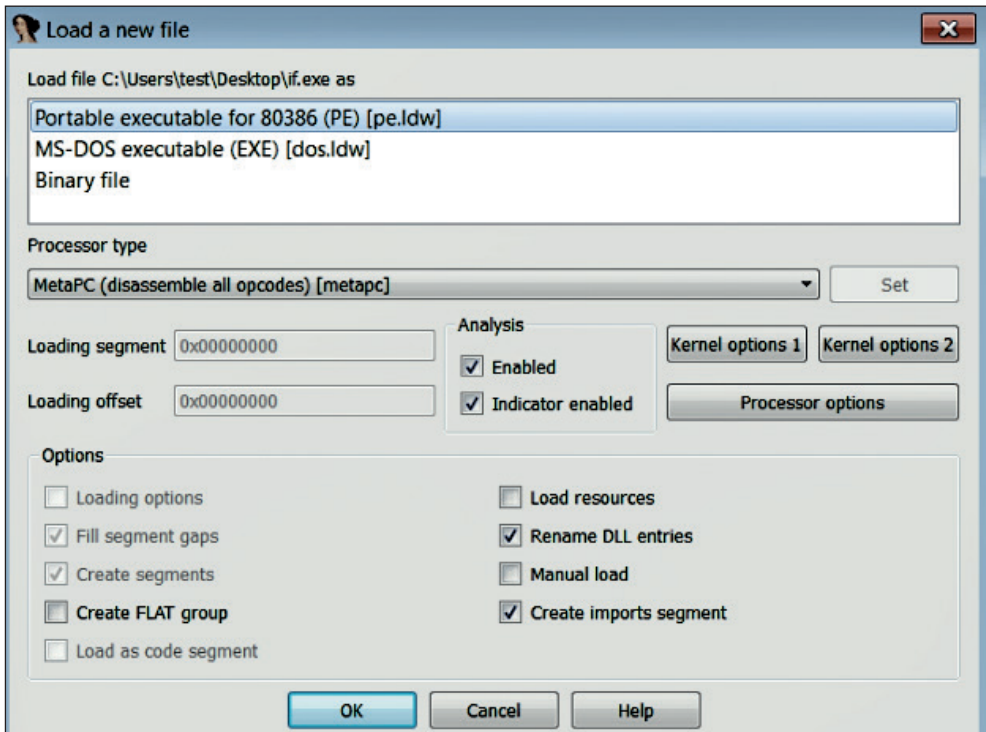 Load a new file
Load file C:\Users\test\Desktop\if.exe as
Portable executable for 80386 (PE) [pe.ldw]
MS-DOS executable (EXE) [dos.ldw]
Binary file
Processor type
MetaPC (disassemble all opcodes) [metapc]
Set
Loading segment 0x00000000
Loading offset 0x00000000
Analysis
Enabled
Indicator enabled
Kernel options 1 Kernel options 2
Processor options
Options
Loading options
Fill segment gaps
Create segments
Create FLAT group
Load as code segment
Load resources
Rename DLL entries
Manual load
Create imports segment
OK Cancel Help